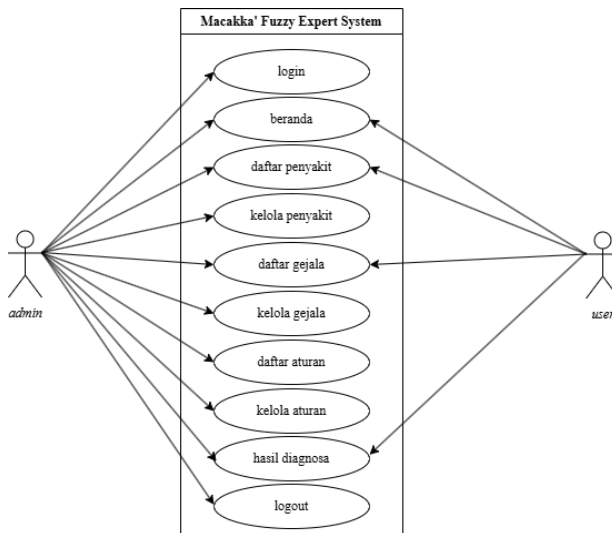 Macakka' Fuzzy Expert System
login
beranda
daftar penyakit
kelola penyakit
daftar gejala
kelola gejala
daftar aturan
kelola aturan
hasil diagnosa
logout
admin
user